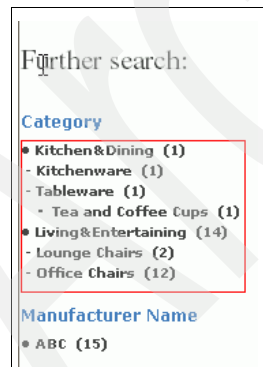 Further search:
Category
• Kitchen&Dining (1)
- Kitchenware (1)
- Tableware (1)
- Tea and Coffee Cups (1)
• Living&Entertaining (14)
- Lounge Chairs (2)
- Office Chairs (12)
Manufacturer Name
• ABC (15)